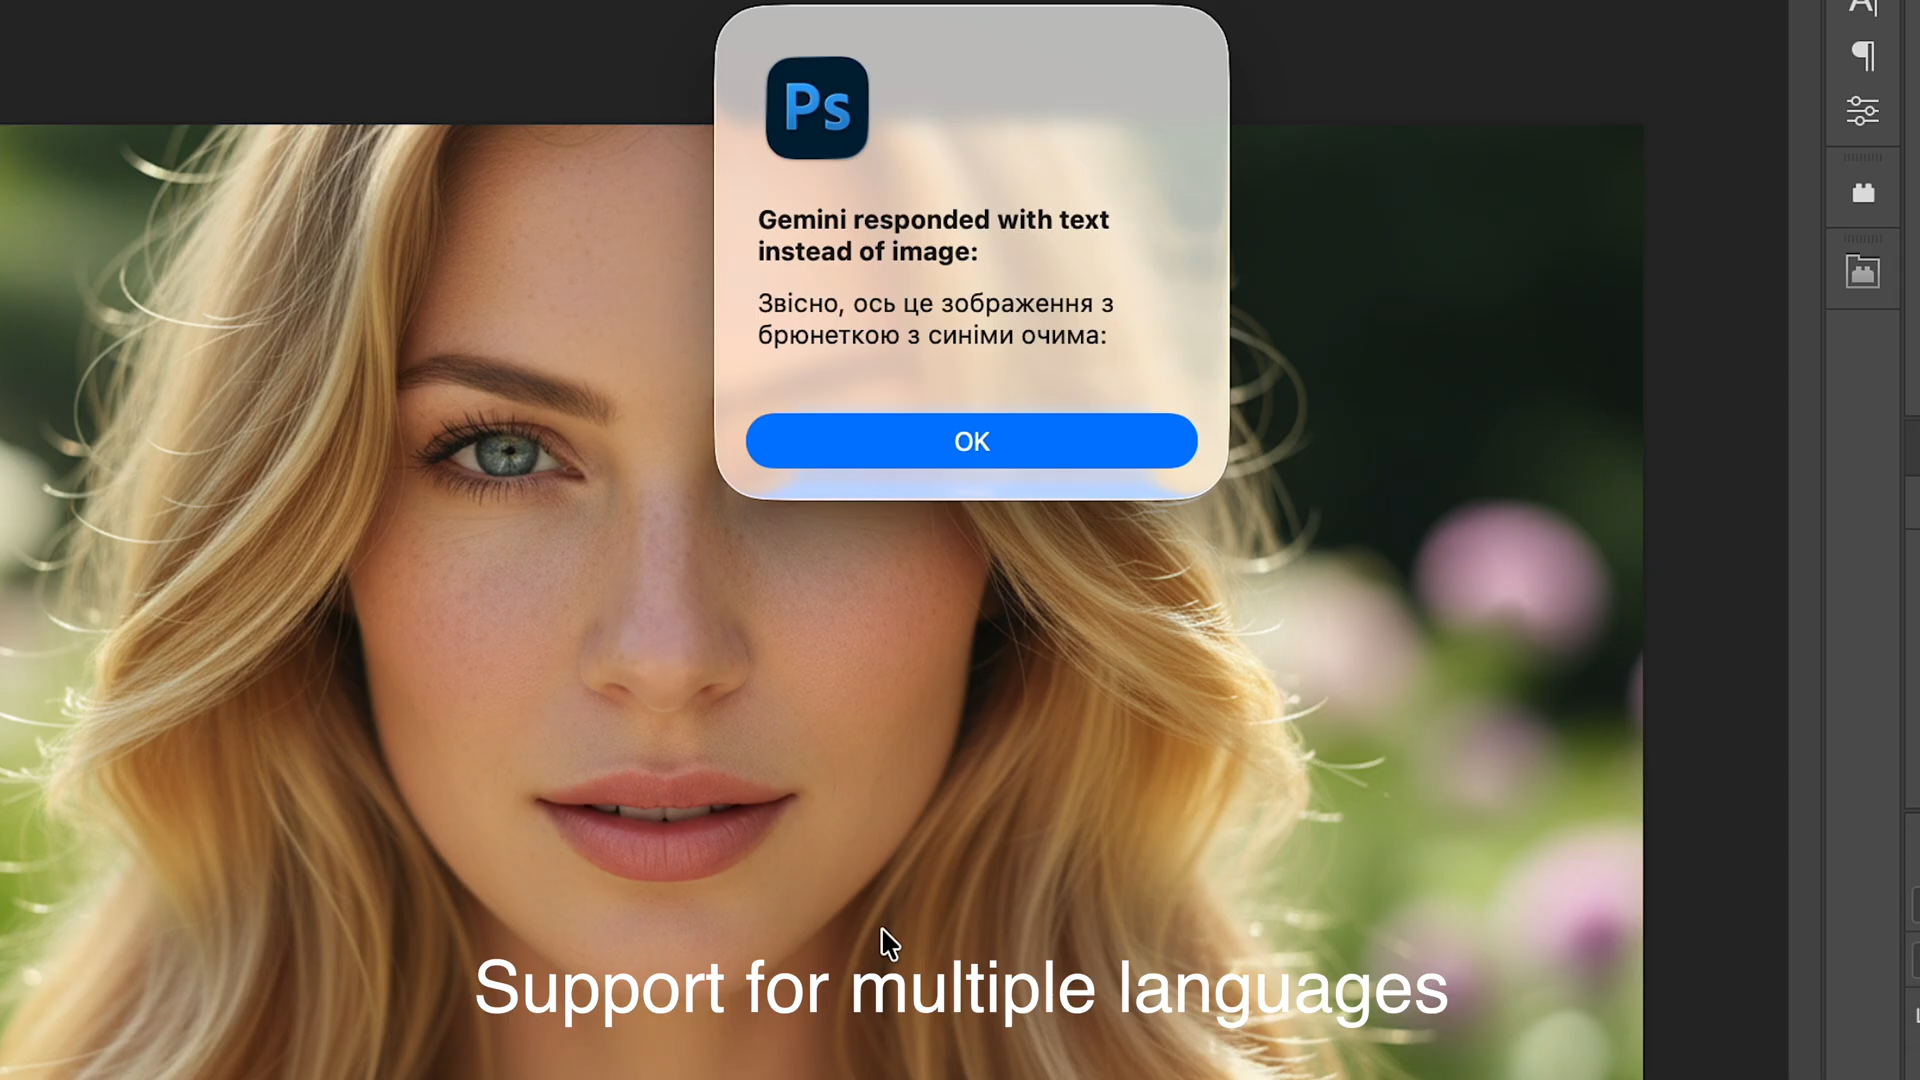 Ps
Gemini responded with text
instead of image:
Звісно, ось це зображення з
брюнеткою з синіми очима:
OK
Support for multiple languages